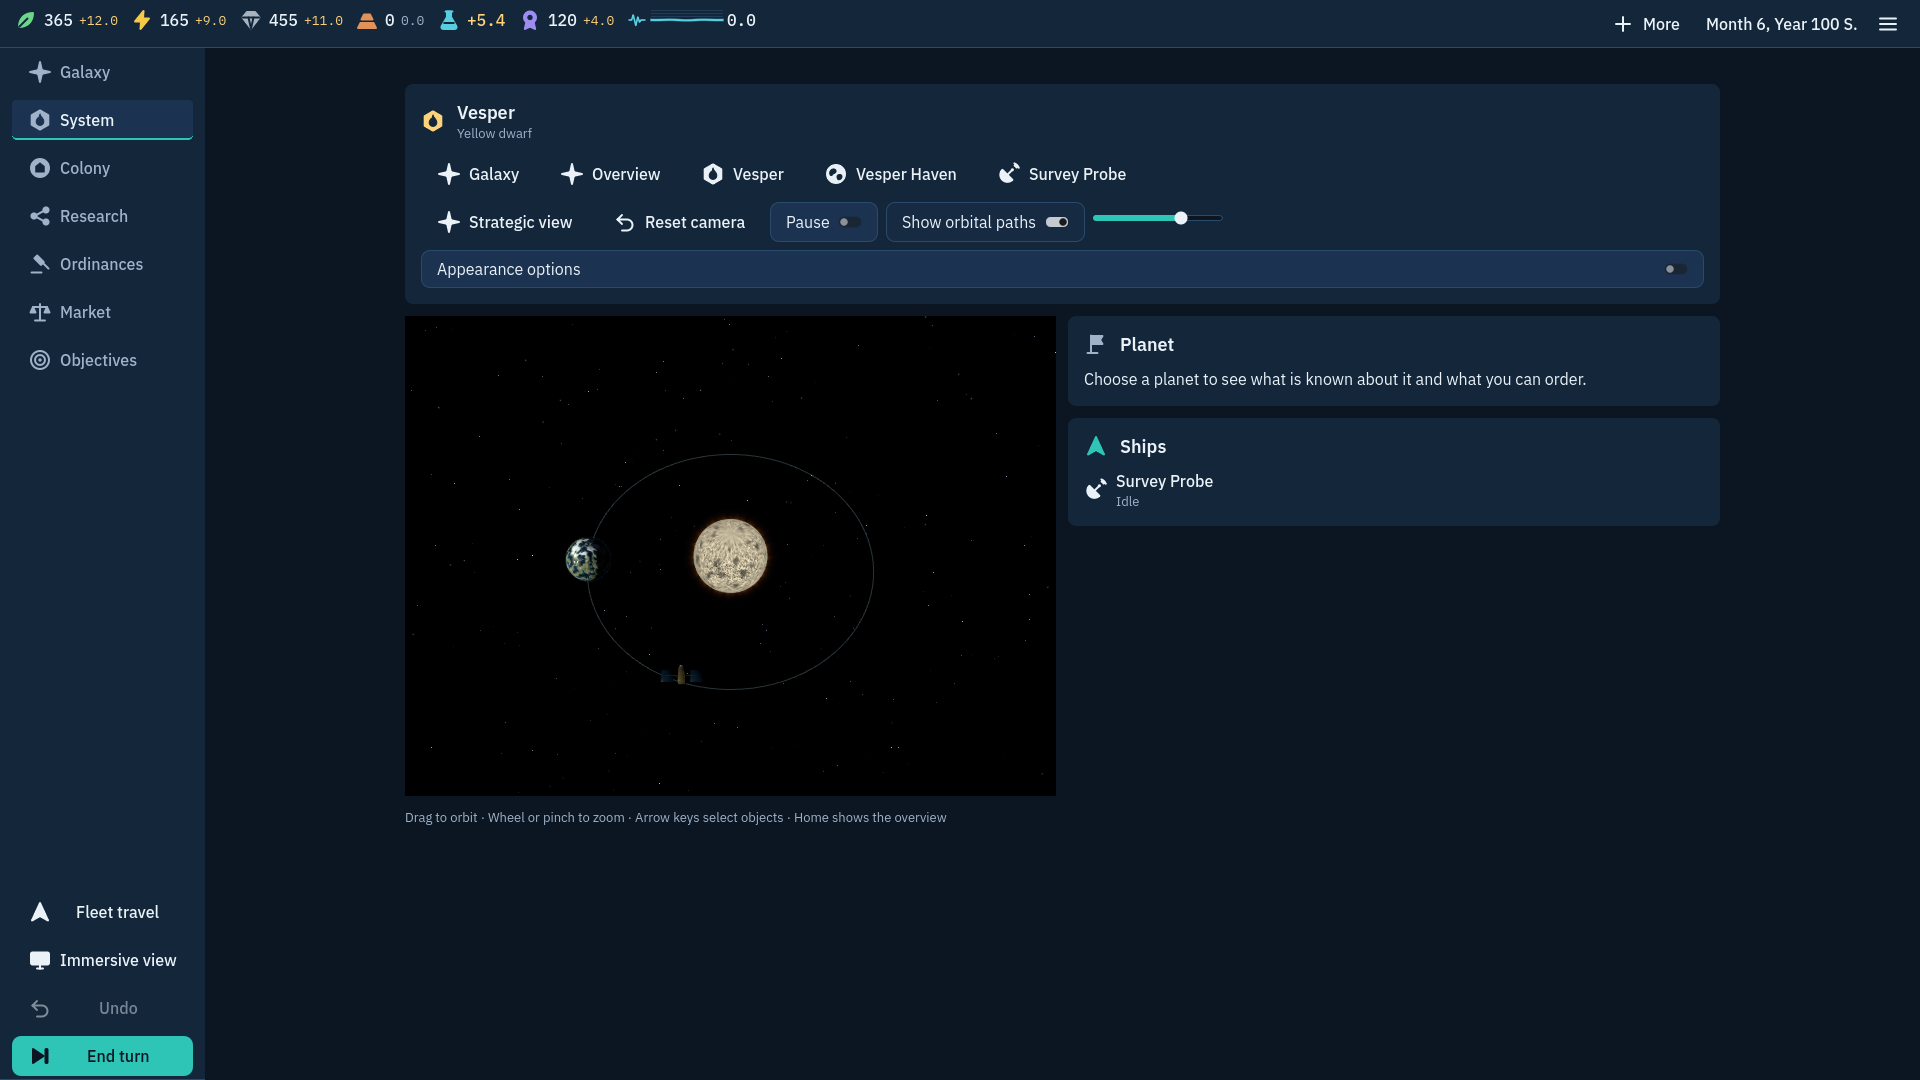 365 +12.0 165 +9.0 455 +11.0 0 0.0 +5.4 120 +4.0 0.0 More Month 6, Year 100 S.
Galaxy
System
Colony
Research
Ordinances
Market
Objectives
Fleet travel
Immersive view
Undo
End turn
Vesper
Yellow dwarf
Galaxy Overview Vesper Vesper Haven Survey Probe
Strategic view Reset camera Pause Show orbital paths
Appearance options
Drag to orbit · Wheel or pinch to zoom · Arrow keys select objects · Home shows the overview
Planet
Choose a planet to see what is known about it and what you can order.
Ships
Survey Probe
Idle